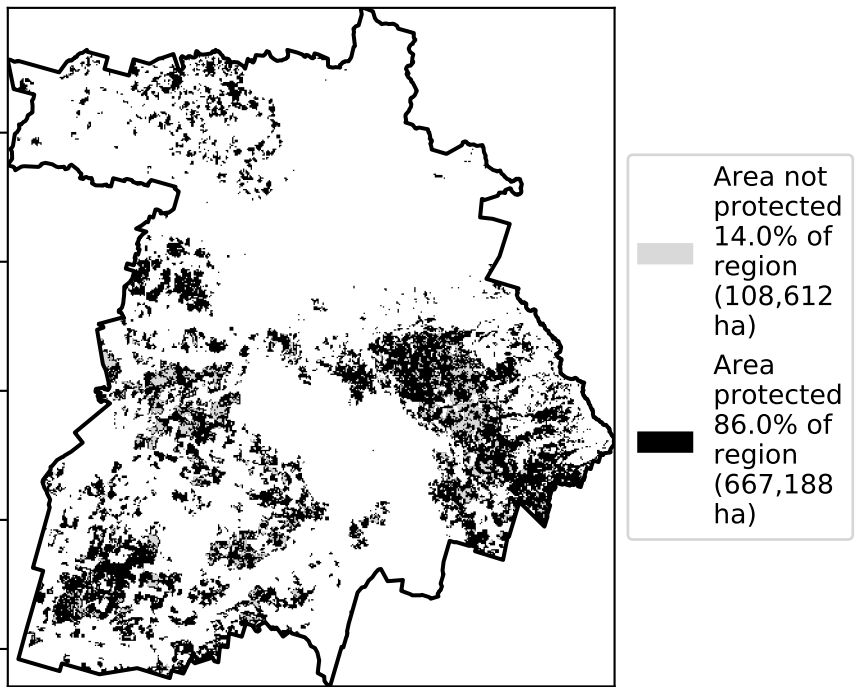 Area not
protected
14.0% of
region
(108,612
ha)
Area
protected
86.0% of
region
(667,188
ha)